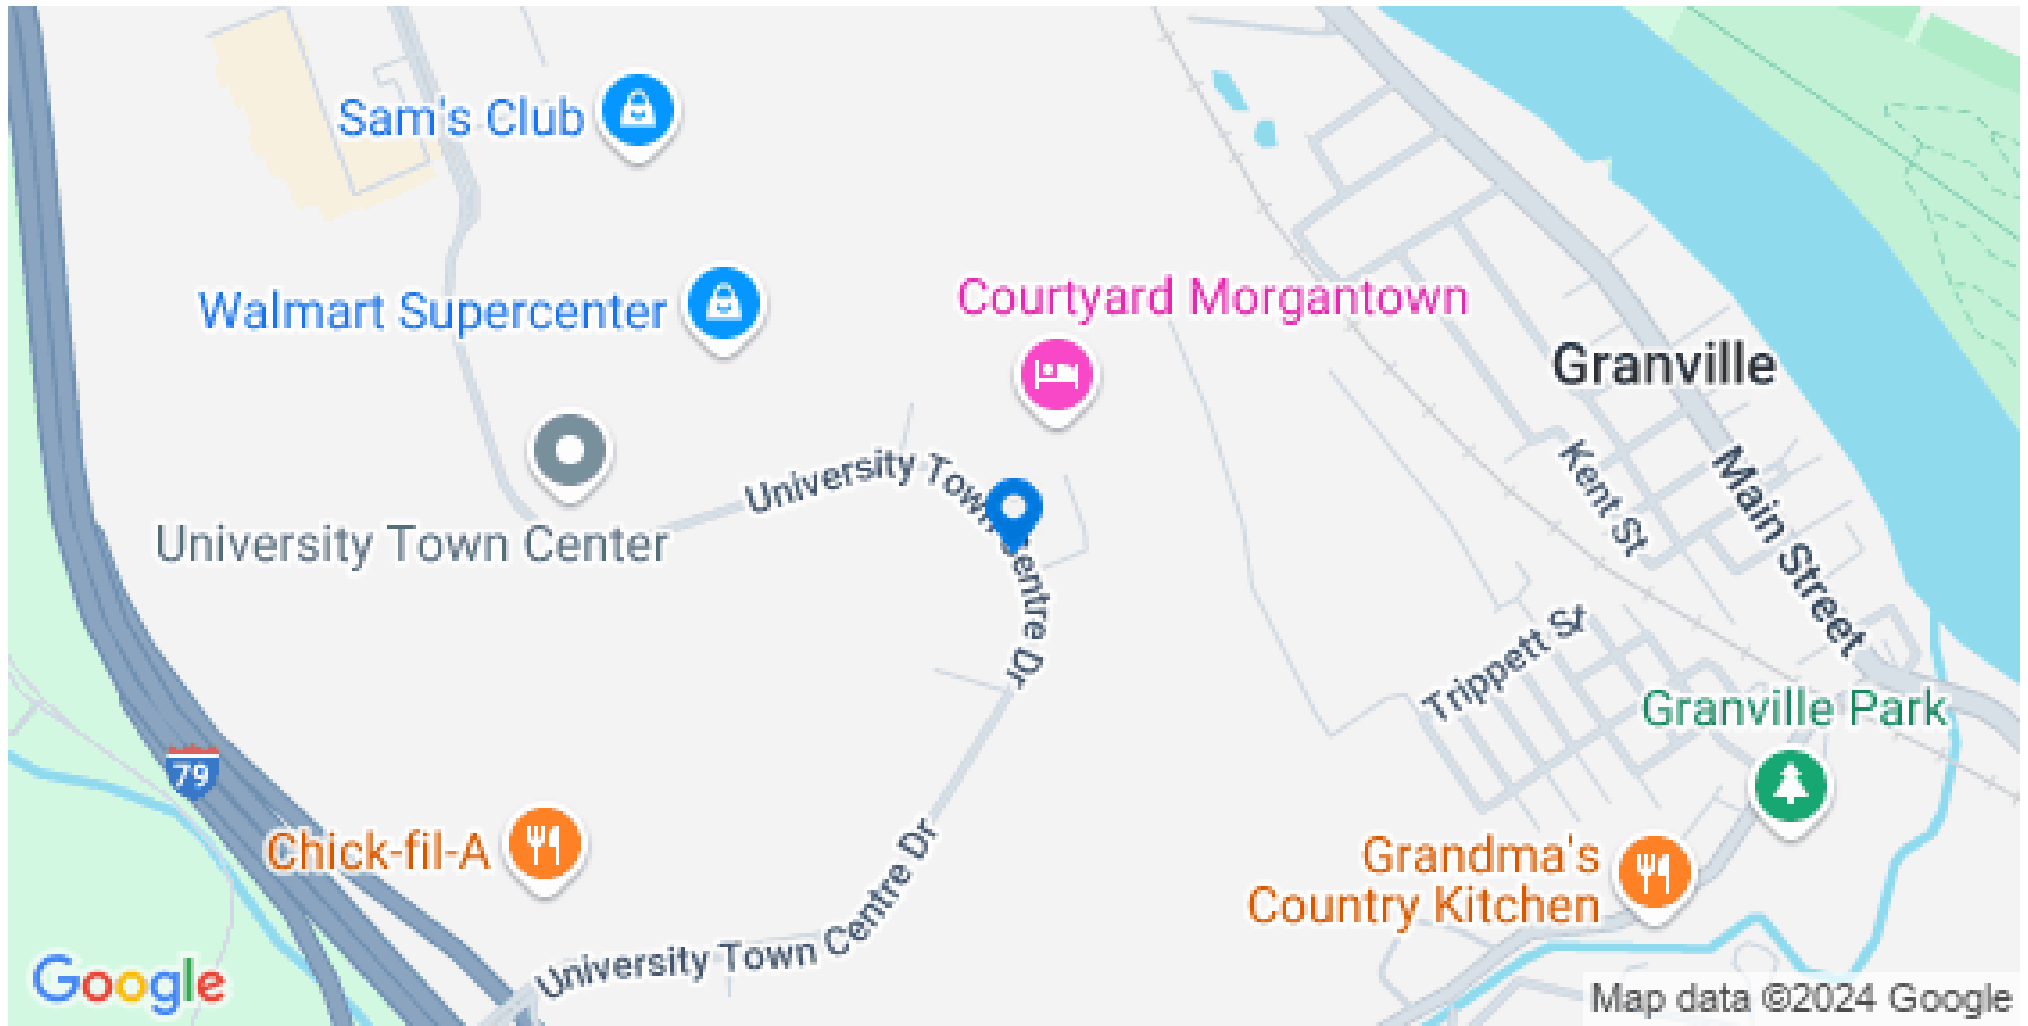 Sam's Club
Walmart Supercenter
Courtyard Morgantown
Granville
University Town Centre Dr
University Town Center
Kent St
Main Street
Trippett St
Granville Park
79
Chick-fil-A
Grandma's
Country Kitchen
University Town Centre Dr
Google
Map data ©2024 Google